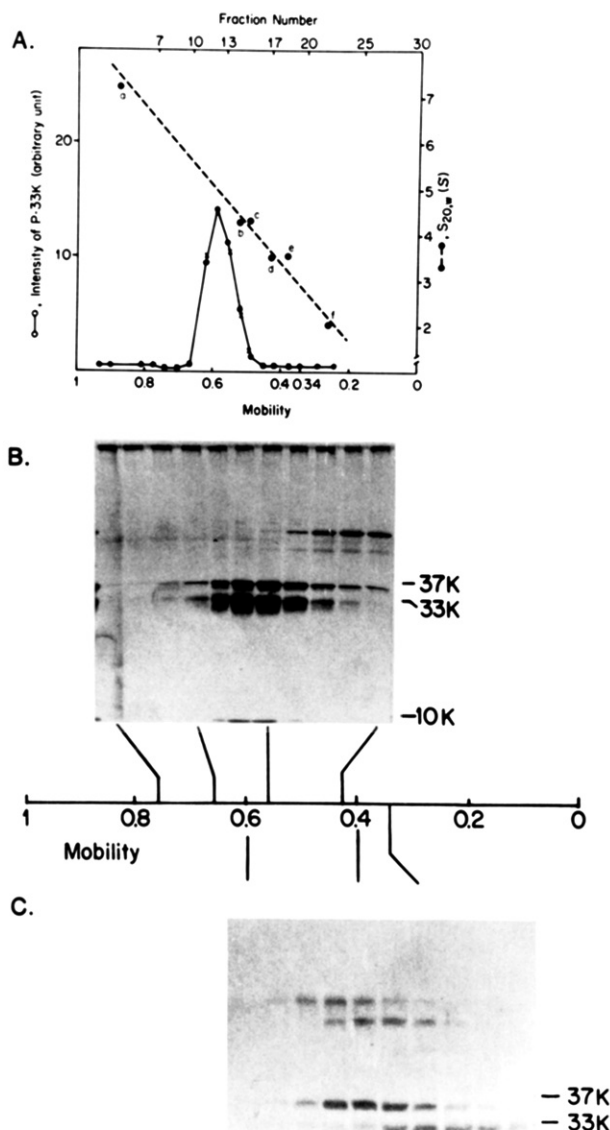 A.
Fraction Number
7 10 13 17 22 27 30
20
10
7
6
5
4
3
2
a
b
c
d
e
f
Intensity of P-33K (arbitrary unit)
S20,w (S)
1 0.8 0.6 0.4 0.34 0.2 0
Mobility
B.
-37K
33K
-10K
1 0.8 0.6 0.4 0.2 0
Mobility
C.
- 37K
- 33K